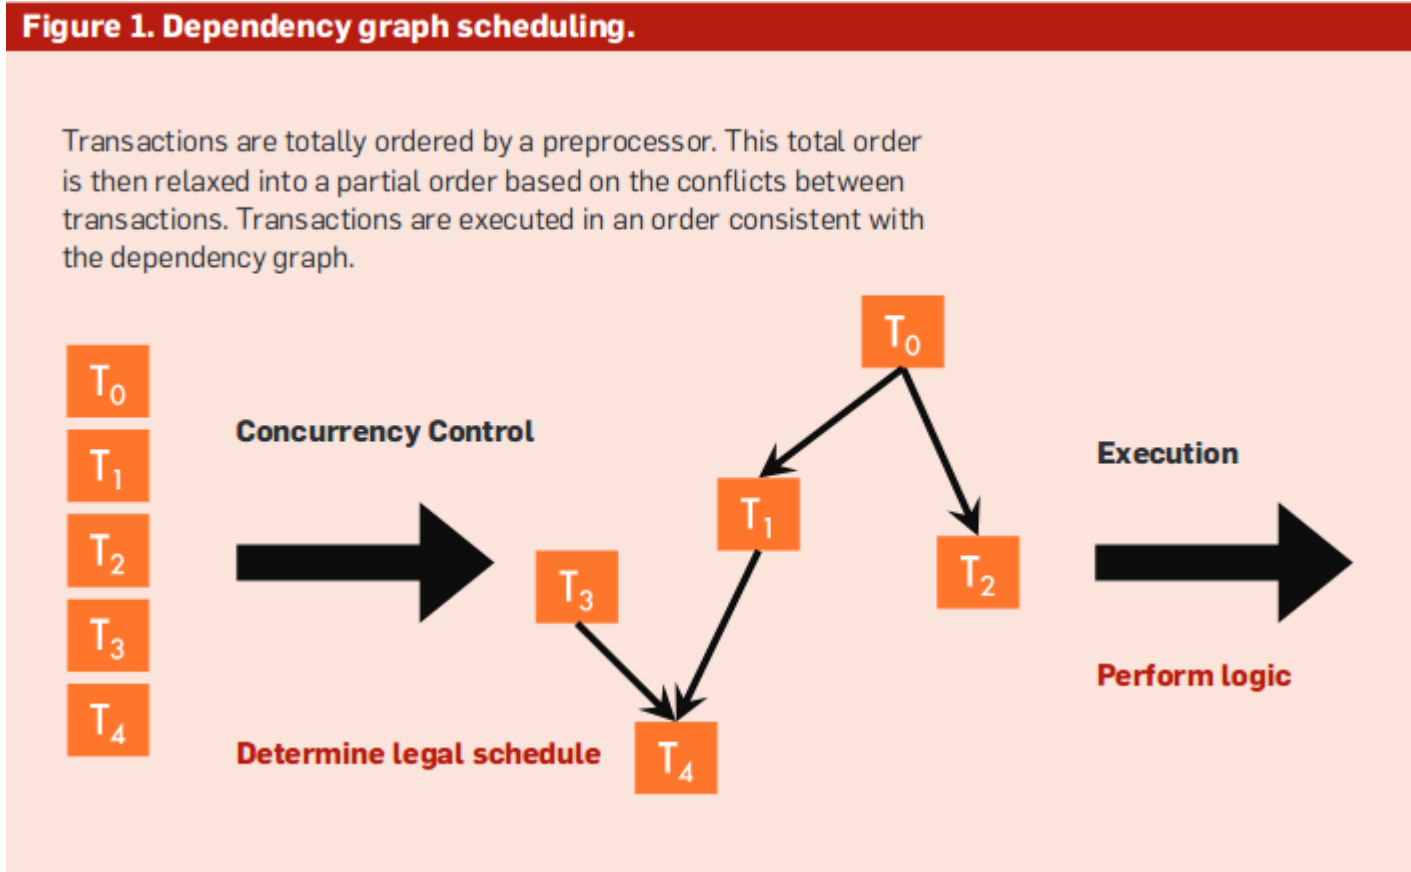 Figure 1. Dependency graph scheduling.
Transactions are totally ordered by a preprocessor. This total order
is then relaxed into a partial order based on the conflicts between
transactions. Transactions are executed in an order consistent with
the dependency graph.
T0
T1
T2
T3
T4
Concurrency Control
Determine legal schedule
T0
T1
T2
T3
T4
Execution
Perform logic